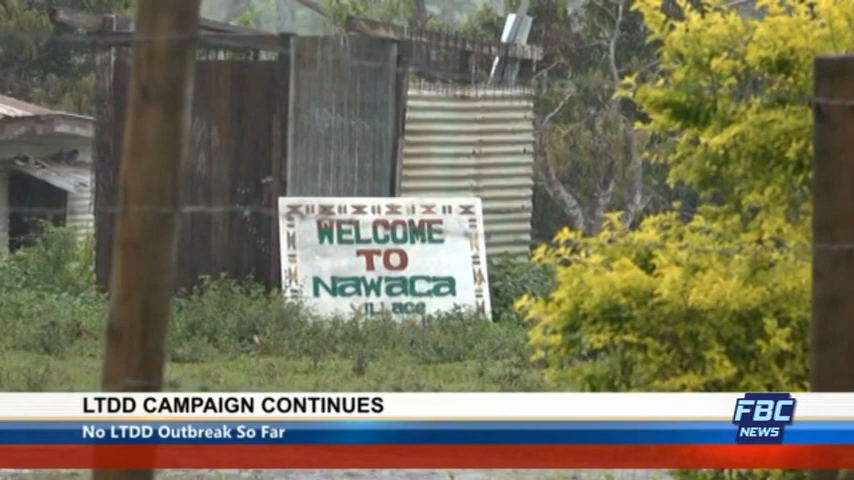 WELCOME
TO
NAWACA
VILLAGE
LTDD CAMPAIGN CONTINUES
No LTDD Outbreak So Far
FBC
NEWS